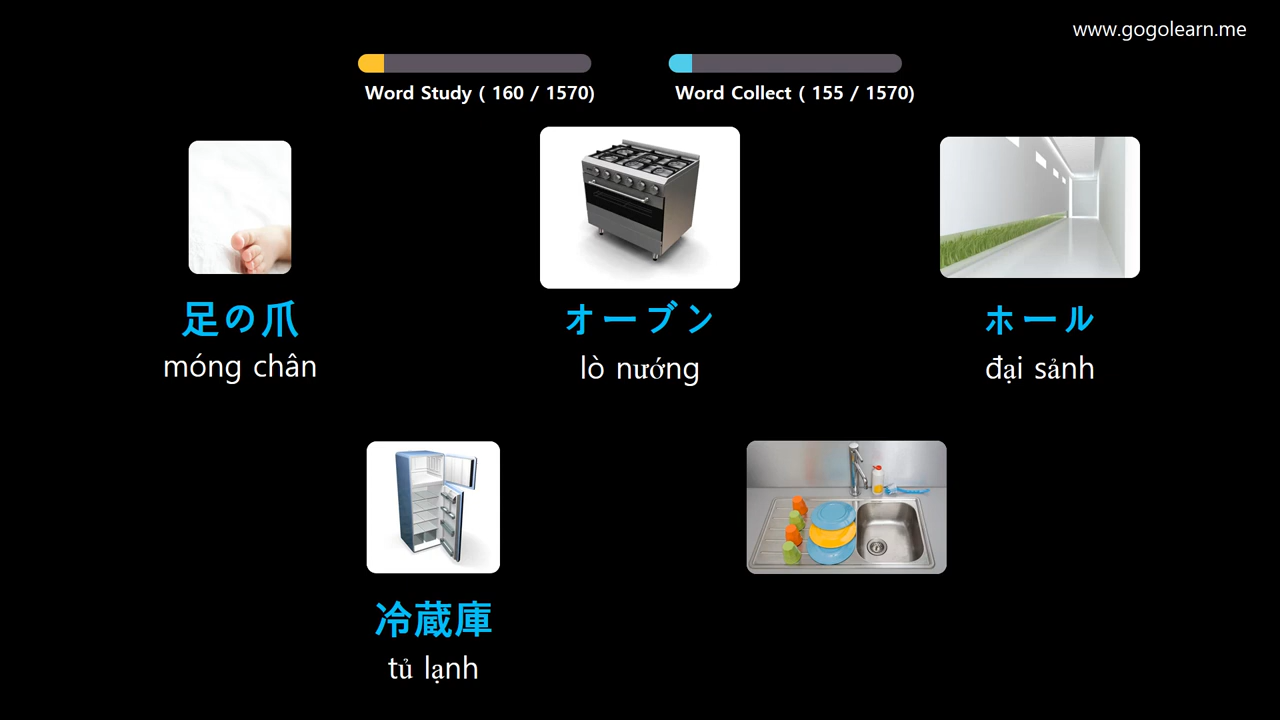 www.gogolearn.me
Word Study ( 160 / 1570)
Word Collect ( 155 / 1570)
足の爪
móng chân
オーブン
lò nướng
ホール
đại sảnh
冷蔵庫
tủ lạnh